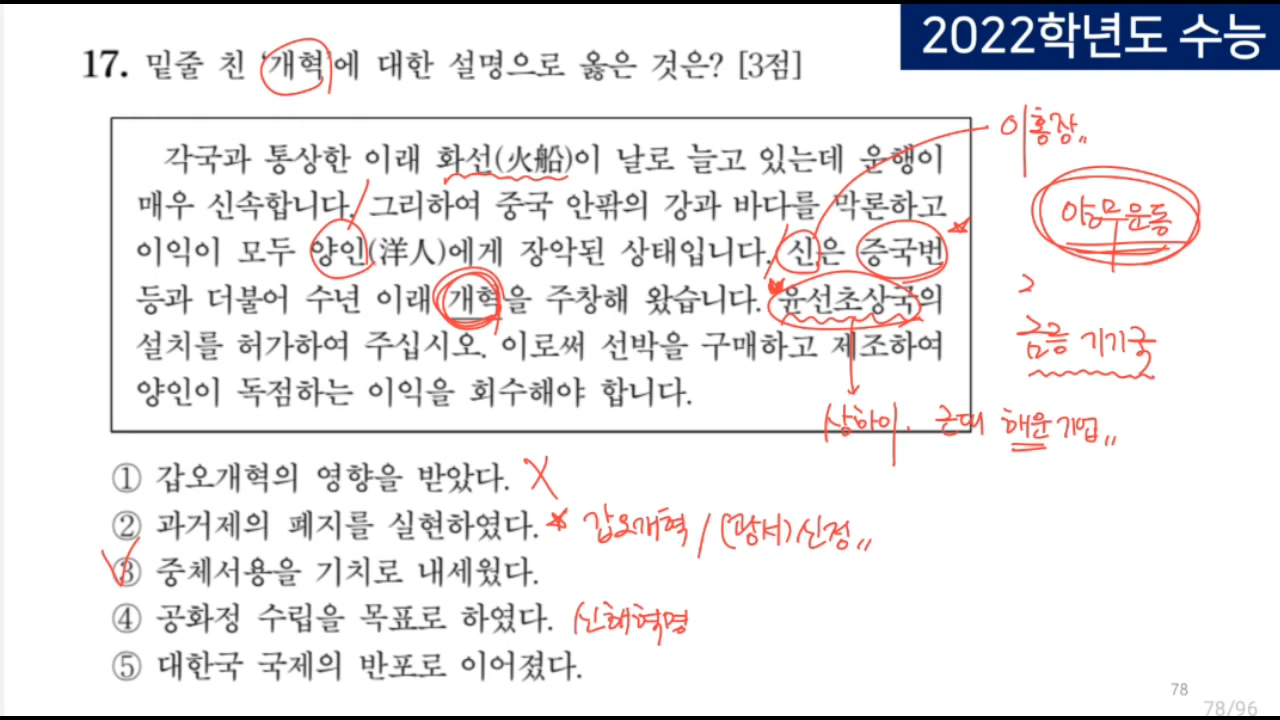 2022학년도 수능
17. 밑줄 친 '개혁'에 대한 설명으로 옳은 것은? [3점]
각국과 통상한 이래 화선(火船)이 날로 늘고 있는데 운행이
매우 신속합니다. 그리하여 중국 안팎의 강과 바다를 막론하고
이익이 모두 양인(洋人)에게 장악된 상태입니다. 신은 증국번
등과 더불어 수년 이래 개혁을 주창해 왔습니다. 윤선초상국의
설치를 허가하여 주십시오. 이로써 선박을 구매하고 제조하여
양인이 독점하는 이익을 회수해야 합니다.
이홍장
양무운동
금릉 기기국
상하이. 근대 해운기업
① 갑오개혁의 영향을 받았다. X
② 과거제의 폐지를 실현하였다. ★ 갑오개혁 / (광서)신정
③ 중체서용을 기치로 내세웠다.
④ 공화정 수립을 목표로 하였다. 신해혁명
⑤ 대한국 국제의 반포로 이어졌다.
78
78/96